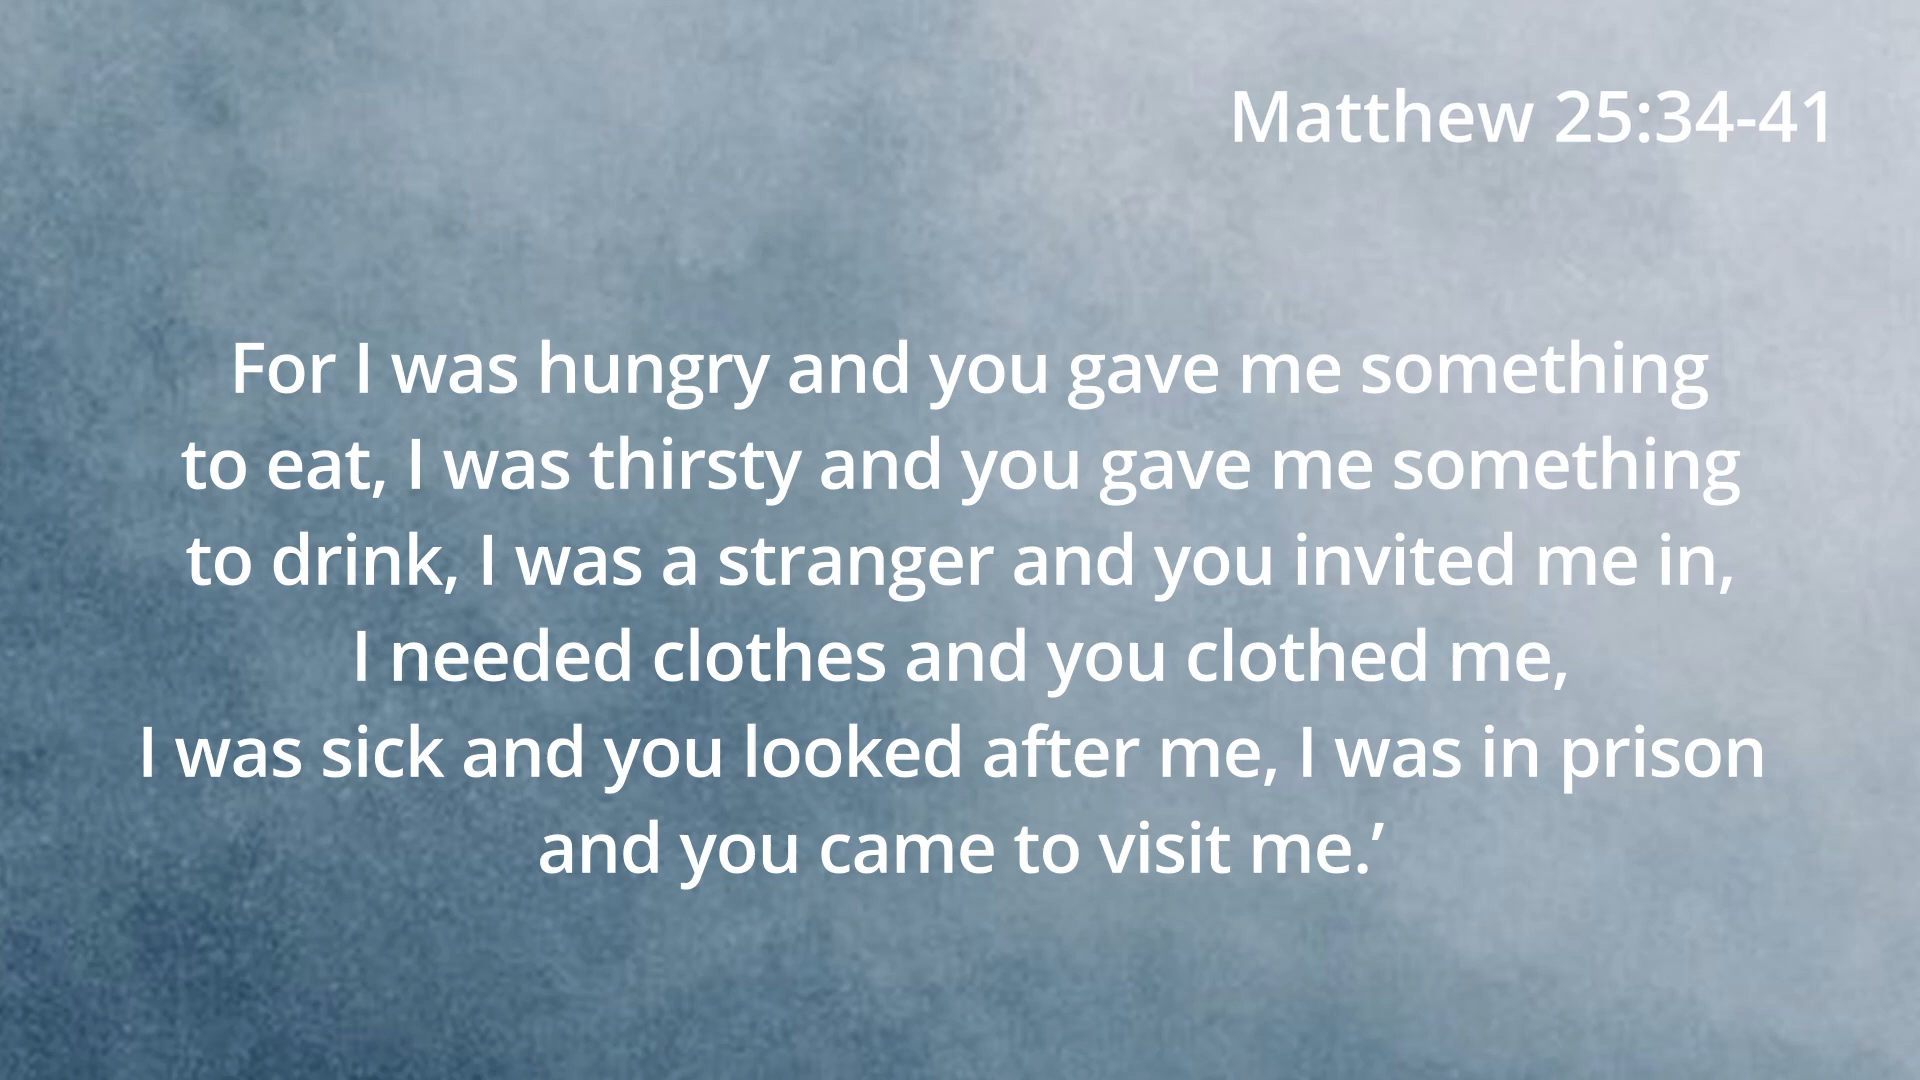 Matthew 25:34-41
For I was hungry and you gave me something
to eat, I was thirsty and you gave me something
to drink, I was a stranger and you invited me in,
I needed clothes and you clothed me,
I was sick and you looked after me, I was in prison
and you came to visit me.’